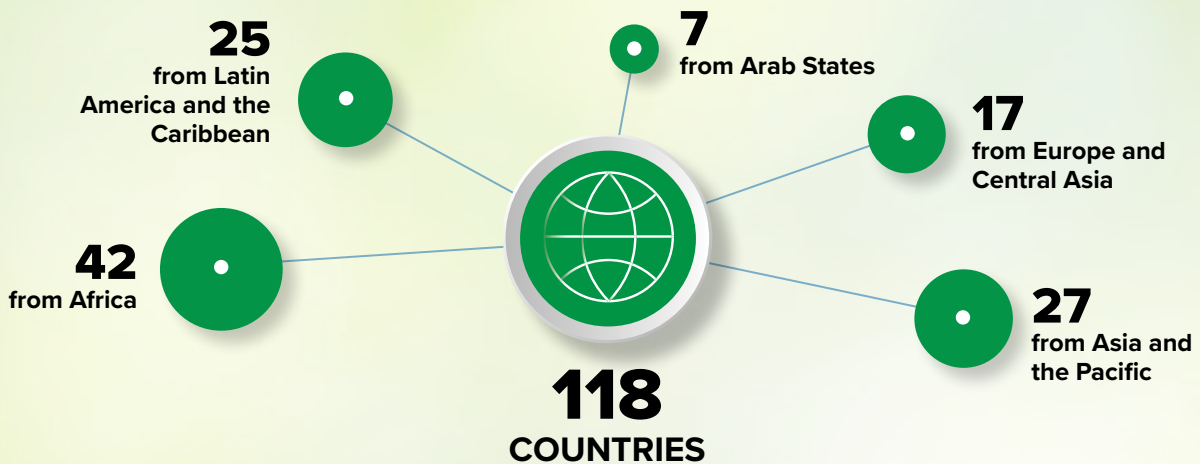 25
from Latin
America and the
Caribbean
7
from Arab States
17
from Europe and
Central Asia
42
from Africa
27
from Asia and
the Pacific
118
COUNTRIES